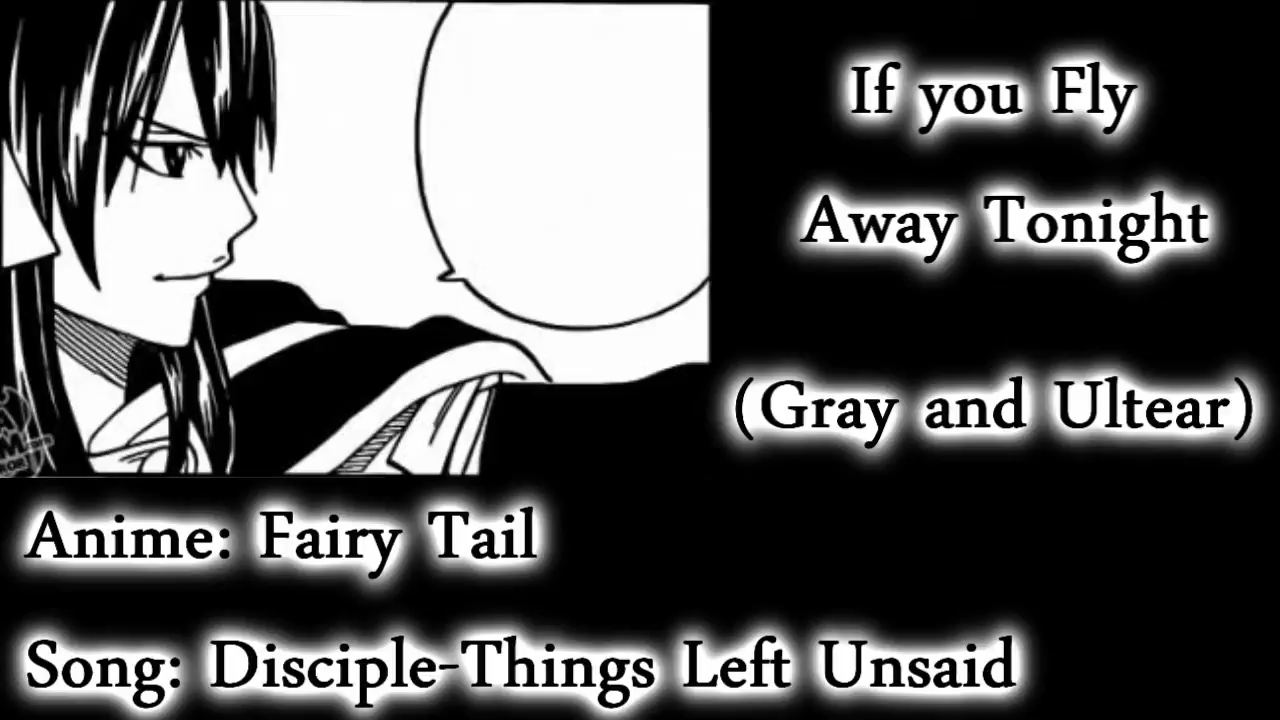 If you Fly
Away Tonight
(Gray and Ultear)
Anime: Fairy Tail
Song: Disciple-Things Left Unsaid